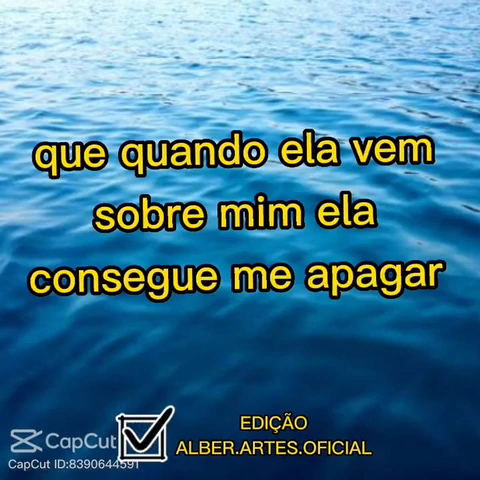 que quando ela vem
sobre mim ela
consegue me apagar
EDIÇÃO
CapCut
ALBER.ARTES.OFICIAL
CapCut ID:8390644591